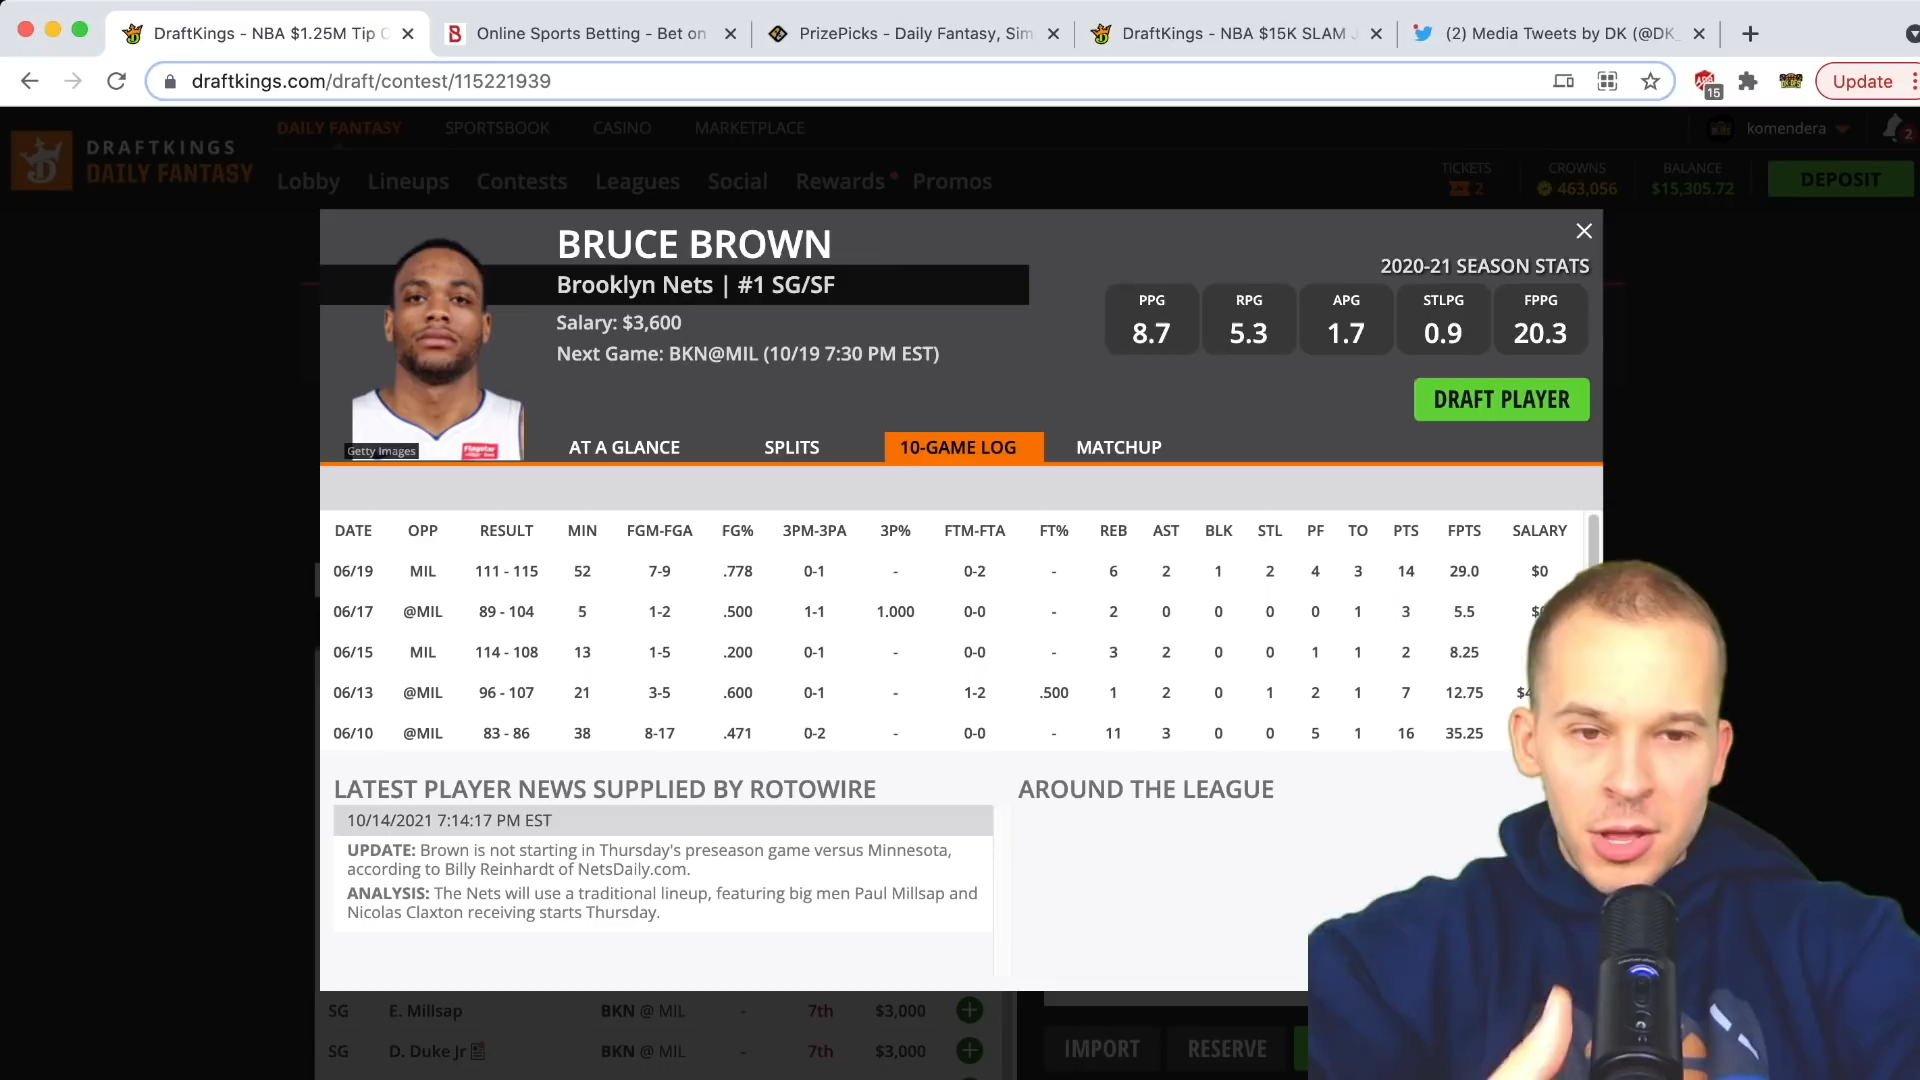 DraftKings - NBA $1.25M Tip O
Online Sports Betting - Bet on
PrizePicks - Daily Fantasy, Sim
DraftKings - NBA $15K SLAM J
(2) Media Tweets by DK (@DK_
draftkings.com/draft/contest/115221939
15
Update
DRAFTKINGS
DAILY FANTASY
DAILY FANTASY SPORTSBOOK CASINO MARKETPLACE
komendera
2
Lobby Lineups Contests Leagues Social Rewards Promos
TICKETS
2
CROWNS
463,056
BALANCE
$15,305.72
DEPOSIT
BRUCE BROWN
Brooklyn Nets | #1 SG/SF
Salary: $3,600
Next Game: BKN@MIL (10/19 7:30 PM EST)
Getty Images
2020-21 SEASON STATS
PPG RPG APG STLPG FPPG
8.7 5.3 1.7 0.9 20.3
DRAFT PLAYER
AT A GLANCE SPLITS 10-GAME LOG MATCHUP
DATE OPP RESULT MIN FGM-FGA FG% 3PM-3PA 3P% FTM-FTA FT% REB AST BLK STL PF TO PTS FPTS SALARY
06/19 MIL 111 - 115 52 7-9 .778 0-1 - 0-2 - 6 2 1 2 4 3 14 29.0 $0
06/17 @MIL 89 - 104 5 1-2 .500 1-1 1.000 0-0 - 2 0 0 0 0 1 3 5.5
06/15 MIL 114 - 108 13 1-5 .200 0-1 - 0-0 - 3 2 0 0 1 1 2 8.25
06/13 @MIL 96 - 107 21 3-5 .600 0-1 - 1-2 .500 1 2 0 1 2 1 7 12.75
06/10 @MIL 83 - 86 38 8-17 .471 0-2 - 0-0 - 11 3 0 0 5 1 16 35.25
LATEST PLAYER NEWS SUPPLIED BY ROTOWIRE
10/14/2021 7:14:17 PM EST
UPDATE: Brown is not starting in Thursday's preseason game versus Minnesota,
according to Billy Reinhardt of NetsDaily.com.
ANALYSIS: The Nets will use a traditional lineup, featuring big men Paul Millsap and
Nicolas Claxton receiving starts Thursday.
AROUND THE LEAGUE
SG E. Millsap BKN @ MIL - 7th $3,000
SG D. Duke Jr BKN @ MIL - 7th $3,000
IMPORT RESERVE